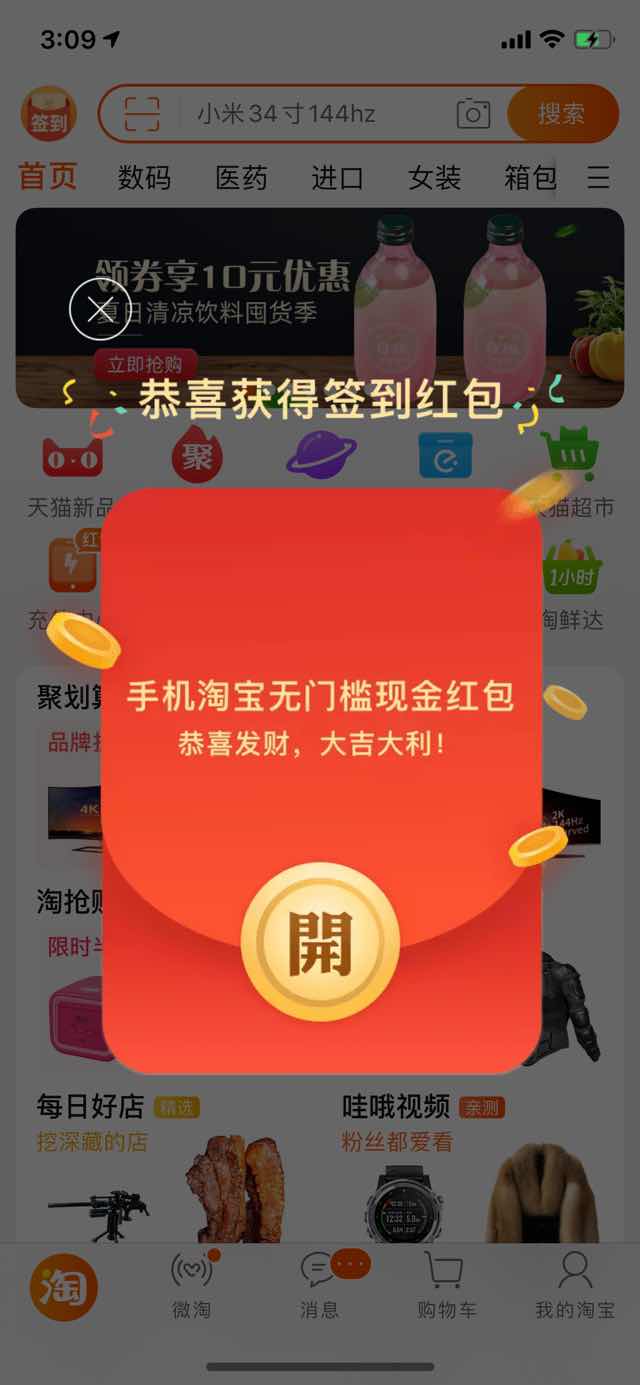 3:09
签到
小米34寸144hz
搜索
首页
数码
医药
进口
女装
箱包
领券享10元优惠
夏日清凉饮料囤货季
立即抢购
恭喜获得签到红包
聚
天猫新品
天猫超市
红
1小时
淘鲜达
手机淘宝无门槛现金红包
恭喜发财，大吉大利！
開
聚划算
品牌
4K
2K
144Hz
淘抢购
限时
每日好店
精选
挖深藏的店
哇哦视频
亲测
粉丝都爱看
12:32
淘
微淘
消息
购物车
我的淘宝